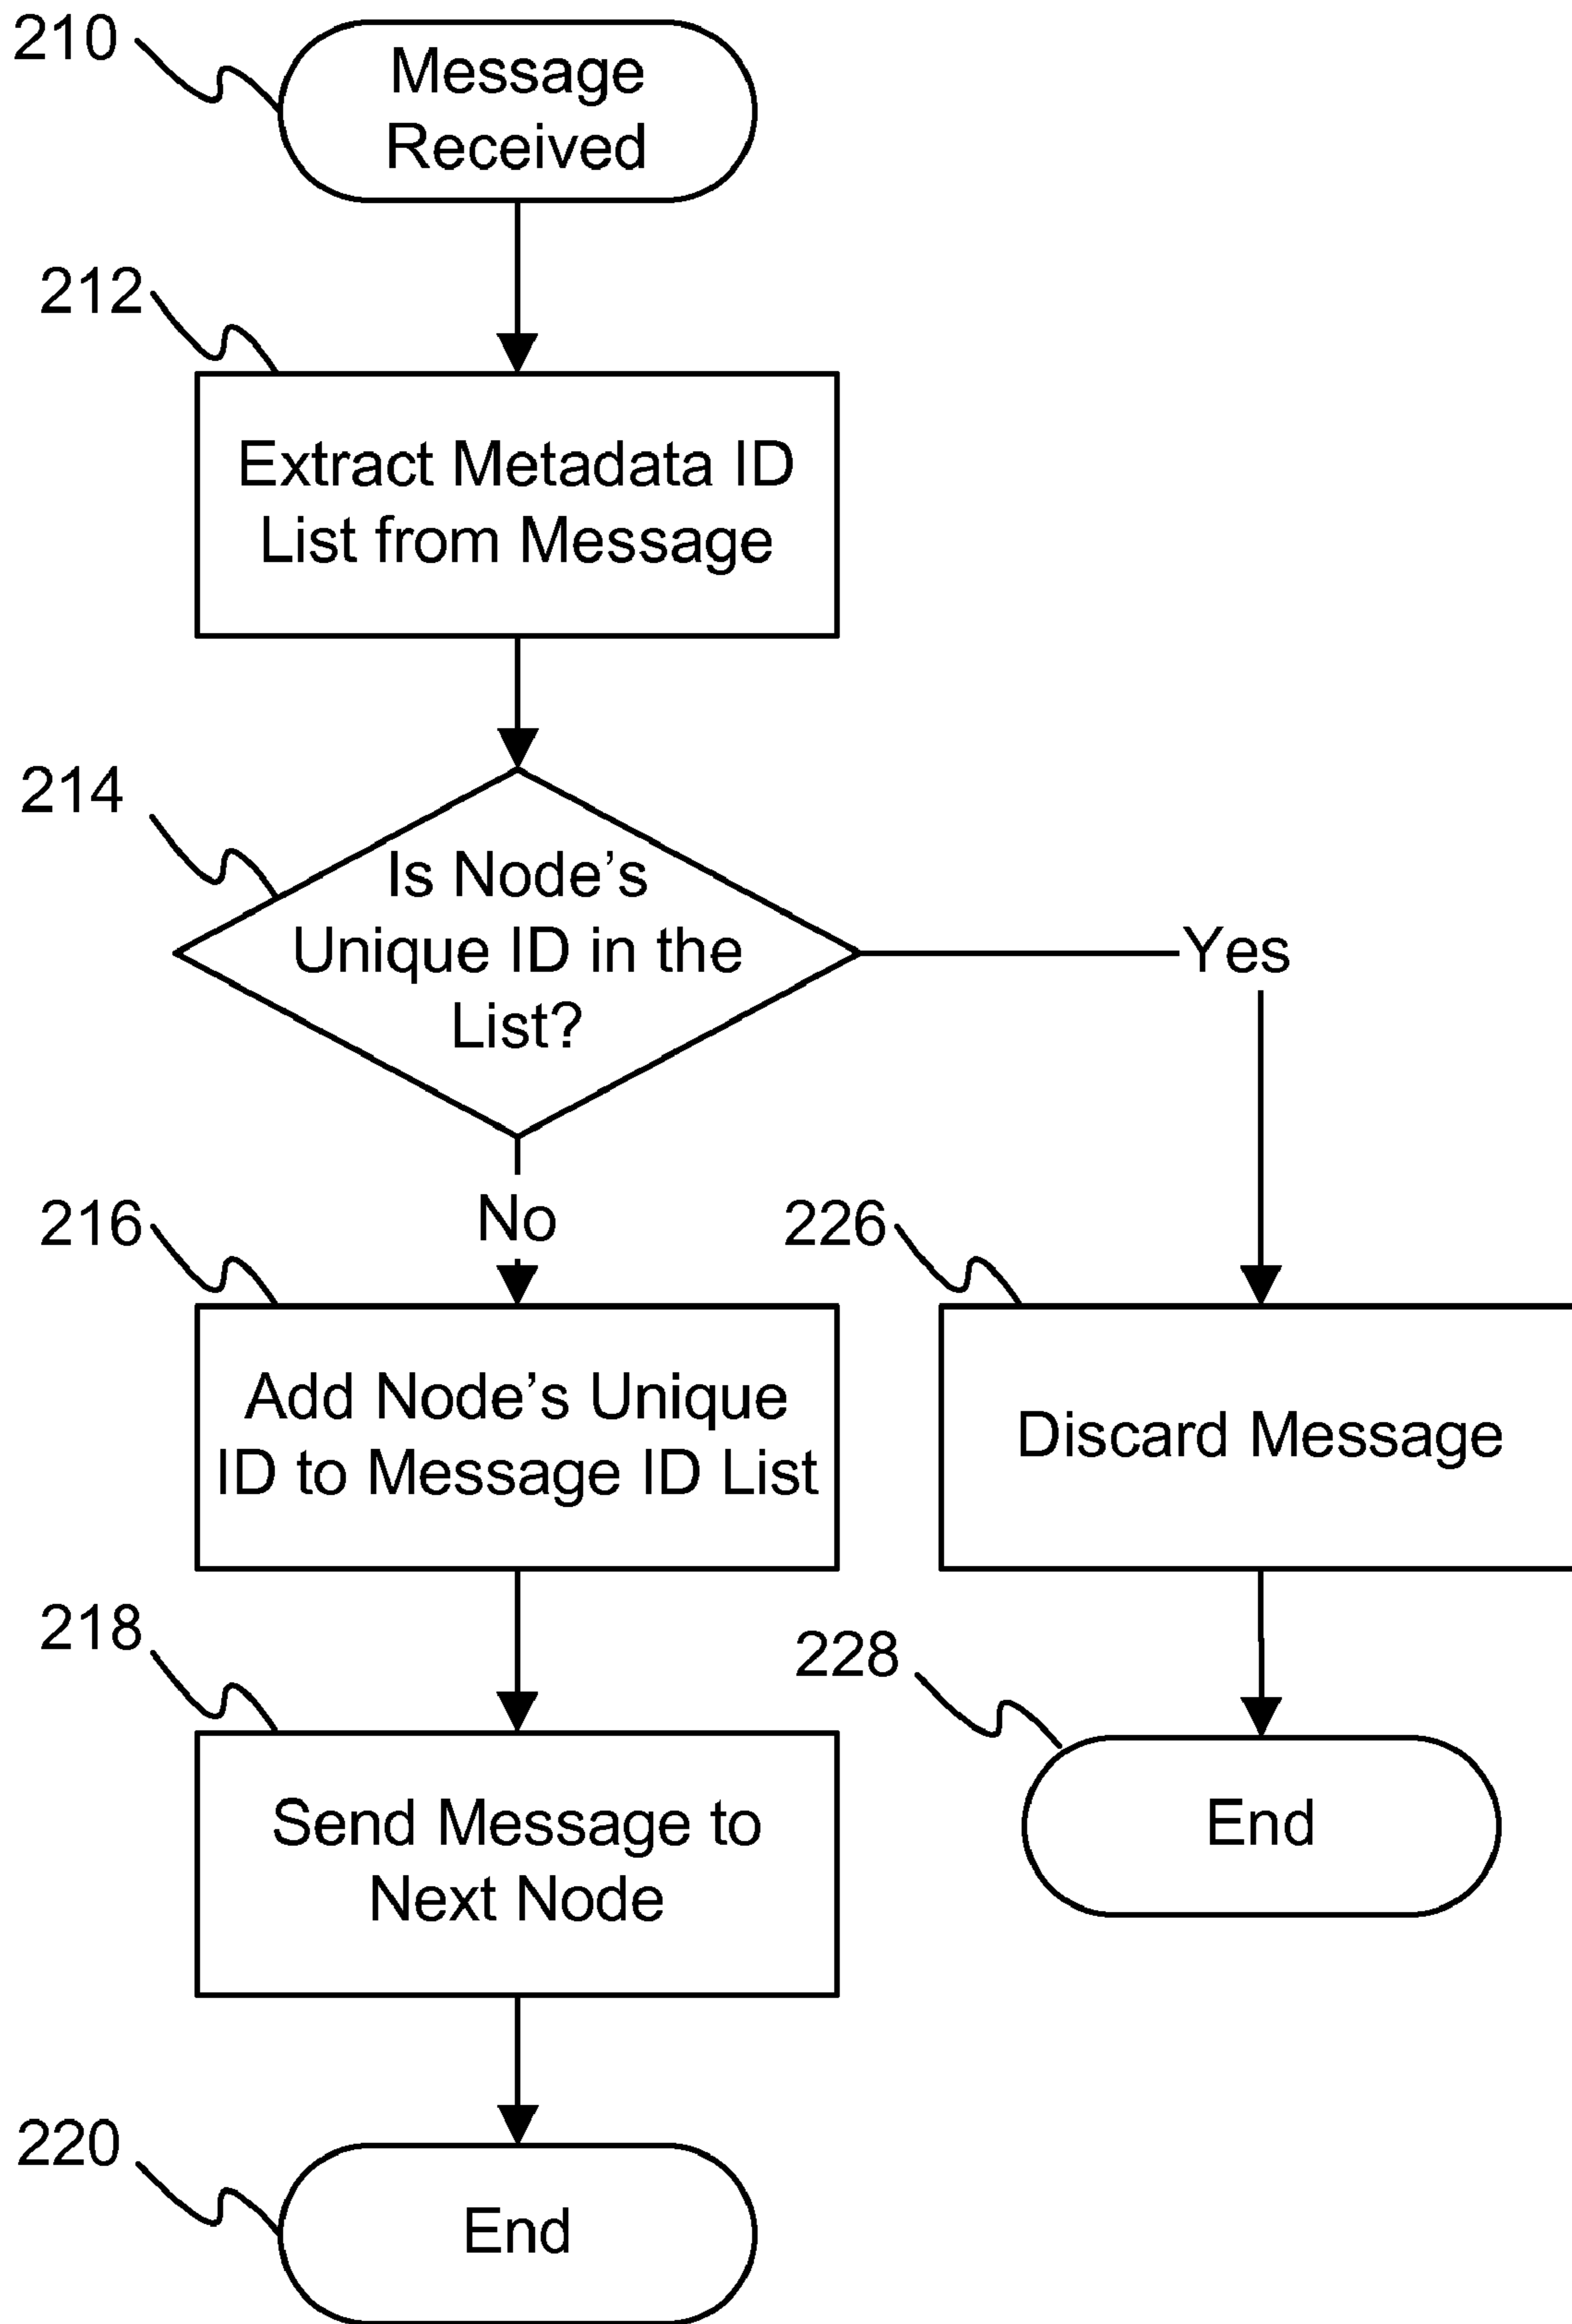 210
Message
Received
212
Extract Metadata ID
List from Message
214
Is Node’s
Unique ID in the
List?
Yes
No
216
226
Add Node’s Unique
ID to Message ID List
Discard Message
218
228
Send Message to
Next Node
End
220
End